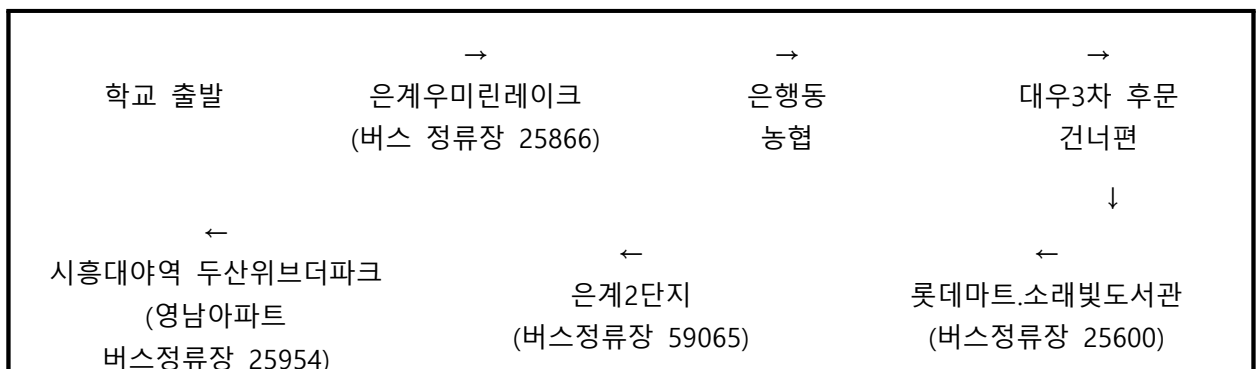 → → →
학교 출발 은계우미린레이크 은행동 대우3차 후문
(버스 정류장 25866) 농협 건너편
↓
← ← ←
시흥대야역 두산위브더파크 은계2단지 롯데마트.소래빛도서관
(영남아파트 (버스정류장 59065) (버스정류장 25600)
버스정류장 25954)